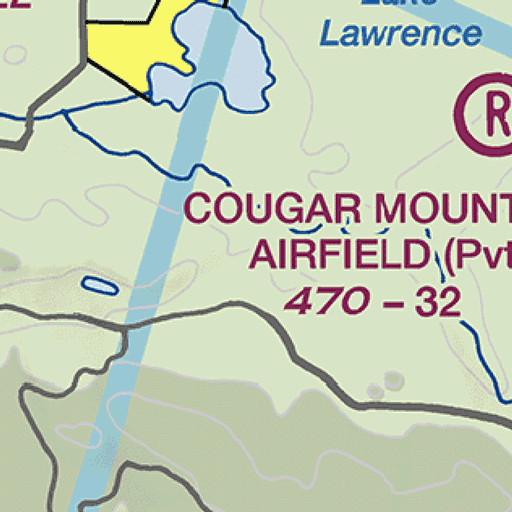 Lawrence
R
COUGAR MOUNT
AIRFIELD (Pvt
470 – 32